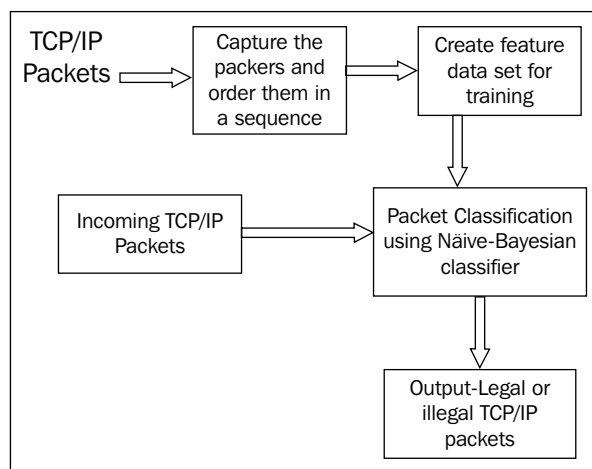 TCP/IP
Packets
Capture the
packers and
order them in
a sequence
Create feature
data set for
training
Incoming TCP/IP
Packets
Packet Classification
using Näive-Bayesian
classifier
Output-Legal or
illegal TCP/IP
packets